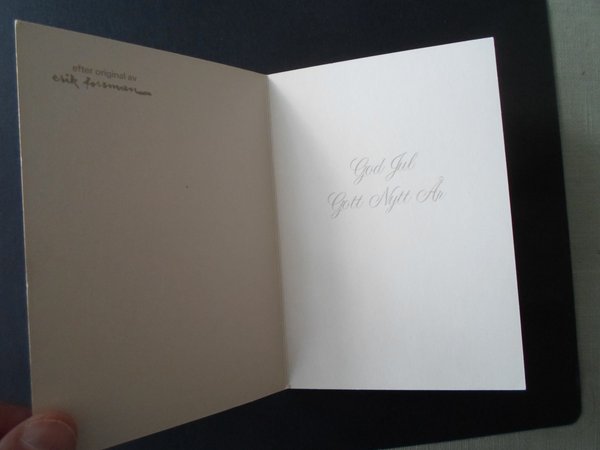 efter original av
erik forsman
God Jul
Gott Nytt År